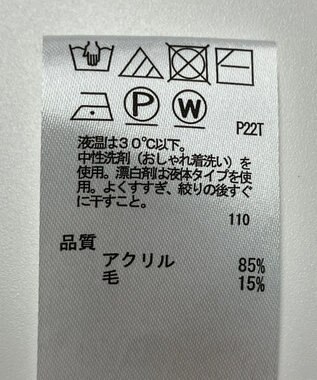 P W
P22T
液温は30℃以下。
中性洗剤（おしゃれ着洗い）を
使用。漂白剤は液体タイプを使
用。よくすすぎ、絞りの後すぐ
に干すこと。
110
品質
アクリル 85%
毛 15%